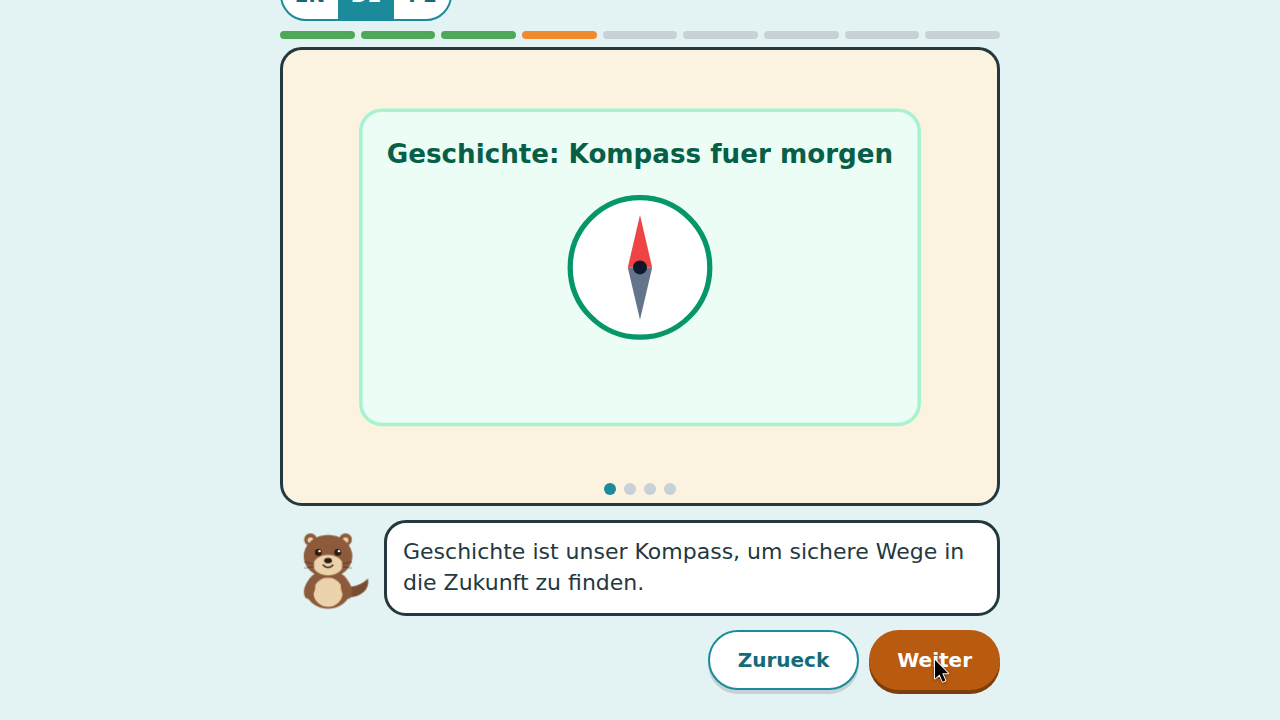 Geschichte: Kompass fuer morgen
Geschichte ist unser Kompass, um sichere Wege in
die Zukunft zu finden.
Zurueck
Weiter